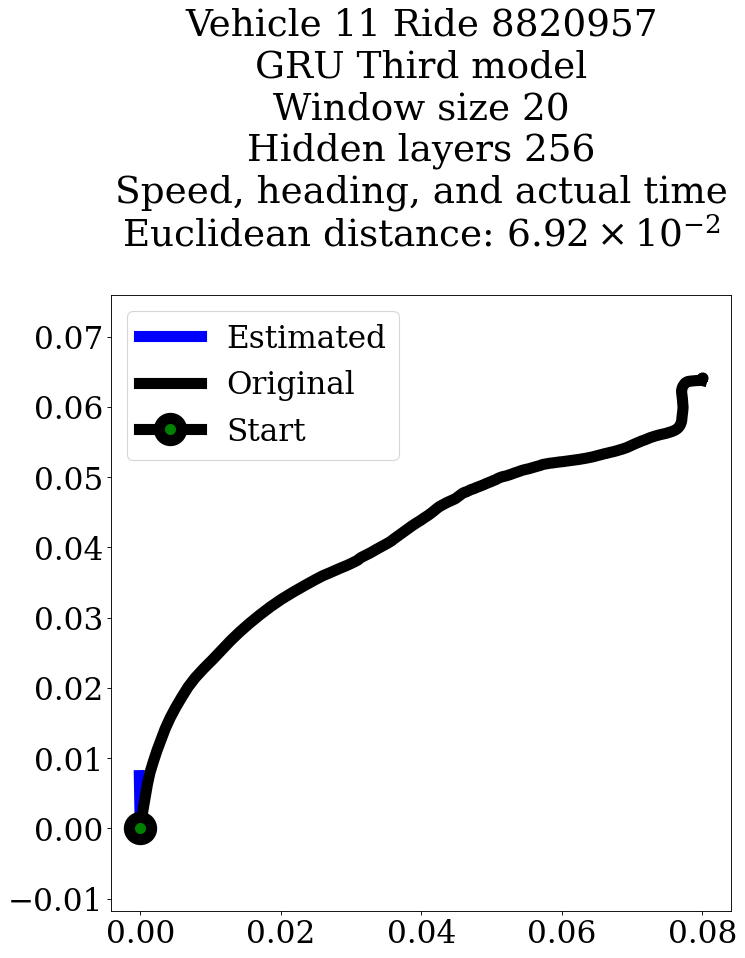 Vehicle 11 Ride 8820957
GRU Third model
Window size 20
Hidden layers 256
Speed, heading, and actual time
Euclidean distance: 6.92 × 10⁻²
Estimated
Original
Start
0.07
0.06
0.05
0.04
0.03
0.02
0.01
0.00
−0.01
0.00 0.02 0.04 0.06 0.08